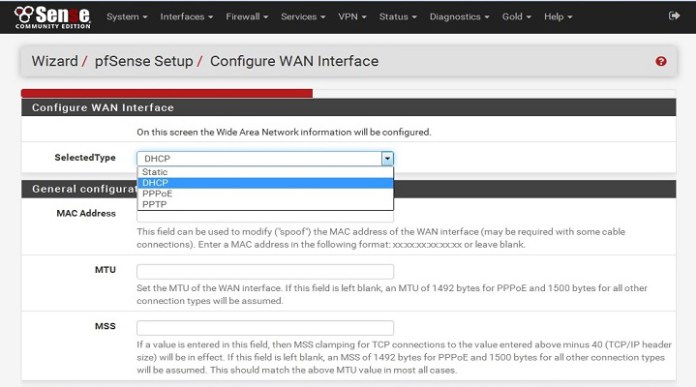 Sense
COMMUNITY EDITION
System Interfaces Firewall Services VPN Status Diagnostics Gold Help
Wizard / pfSense Setup / Configure WAN Interface
Configure WAN Interface
On this screen the Wide Area Network information will be configured.
SelectedType DHCP
Static
DHCP
PPPoE
PPTP
General configurat
MAC Address
This field can be used to modify ("spoof") the MAC address of the WAN interface (may be required with some cable
connections). Enter a MAC address in the following format: xx:xx:xx:xx:xx:xx or leave blank.
MTU
Set the MTU of the WAN interface. If this field is left blank, an MTU of 1492 bytes for PPPoE and 1500 bytes for all other
connection types will be assumed.
MSS
If a value is entered in this field, then MSS clamping for TCP connections to the value entered above minus 40 (TCP/IP header
size) will be in effect. If this field is left blank, an MSS of 1492 bytes for PPPoE and 1500 bytes for all other connection types
will be assumed. This should match the above MTU value in most all cases.